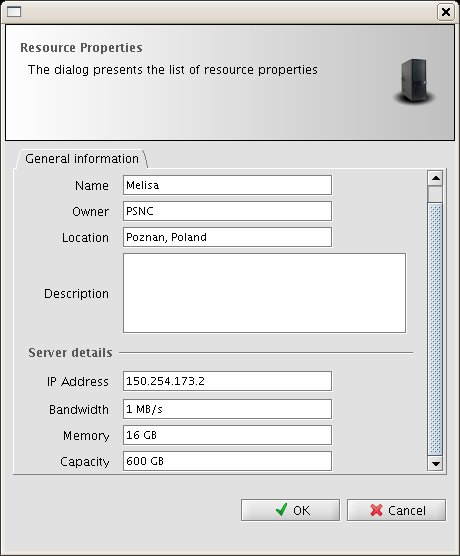 Resource Properties
The dialog presents the list of resource properties
General information
Name Melisa
Owner PSNC
Location Poznan, Poland
Description
Server details
IP Address 150.254.173.2
Bandwidth 1 MB/s
Memory 16 GB
Capacity 600 GB
OK Cancel